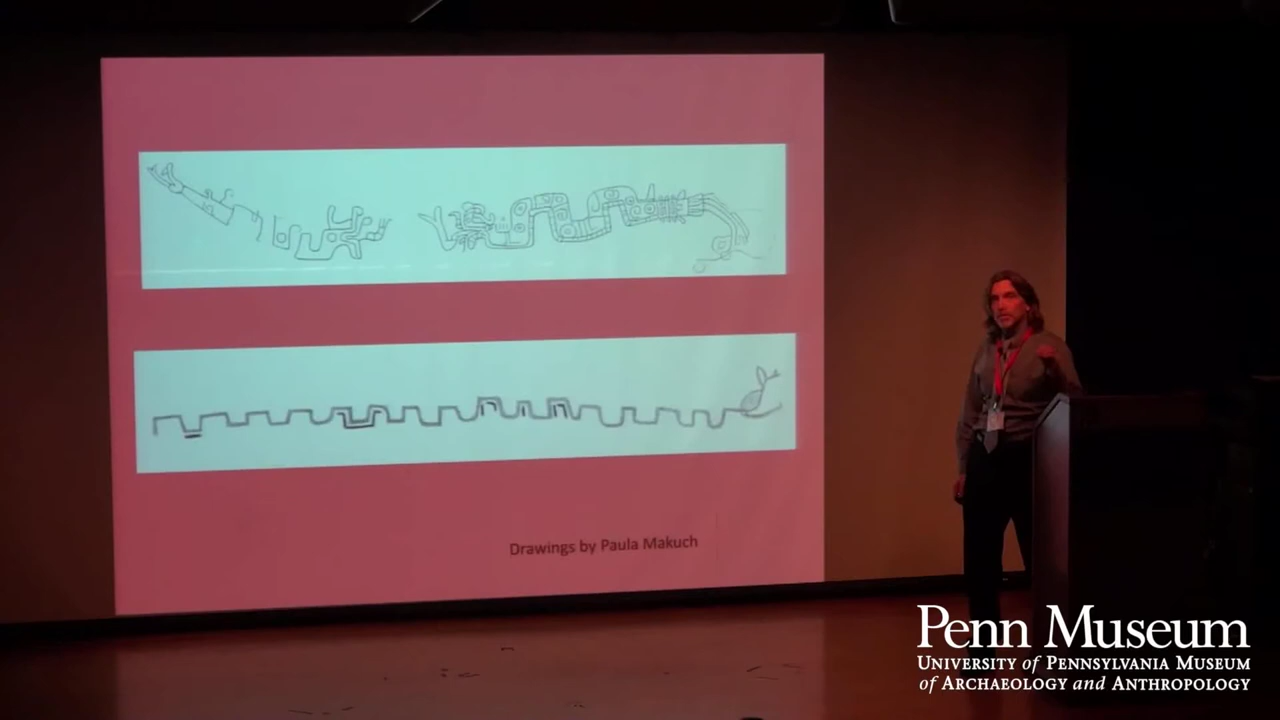 Drawings by Paula Makuch
Penn Museum
UNIVERSITY of PENNSYLVANIA MUSEUM
of ARCHAEOLOGY and ANTHROPOLOGY